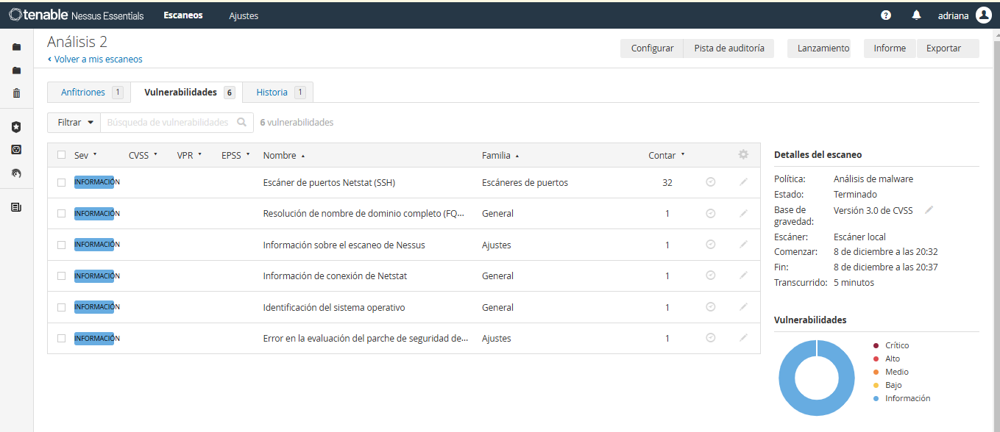 tenable Nessus Essentials Escaneos Ajustes adriana
Análisis 2
Volver a mis escaneos
Configurar Pista de auditoría Lanzamiento Informe Exportar
Anfitriones 1 Vulnerabilidades 6 Historia 1
Filtrar Búsqueda de vulnerabilidades 6 vulnerabilidades
Sev CVSS VPR EPSS Nombre Familia Contar
INFORMACIÓN Escáner de puertos Netstat (SSH) Escáneres de puertos 32
INFORMACIÓN Resolución de nombre de dominio completo (FQ... General 1
INFORMACIÓN Información sobre el escaneo de Nessus Ajustes 1
INFORMACIÓN Información de conexión de Netstat General 1
INFORMACIÓN Identificación del sistema operativo General 1
INFORMACIÓN Error en la evaluación del parche de seguridad de... Ajustes 1
Detalles del escaneo
Política: Análisis de malware
Estado: Terminado
Base de gravedad: Versión 3.0 de CVSS
Escáner: Escáner local
Comenzar: 8 de diciembre a las 20:32
Fin: 8 de diciembre a las 20:37
Transcurrido: 5 minutos
Vulnerabilidades
Crítico
Alto
Medio
Bajo
Información